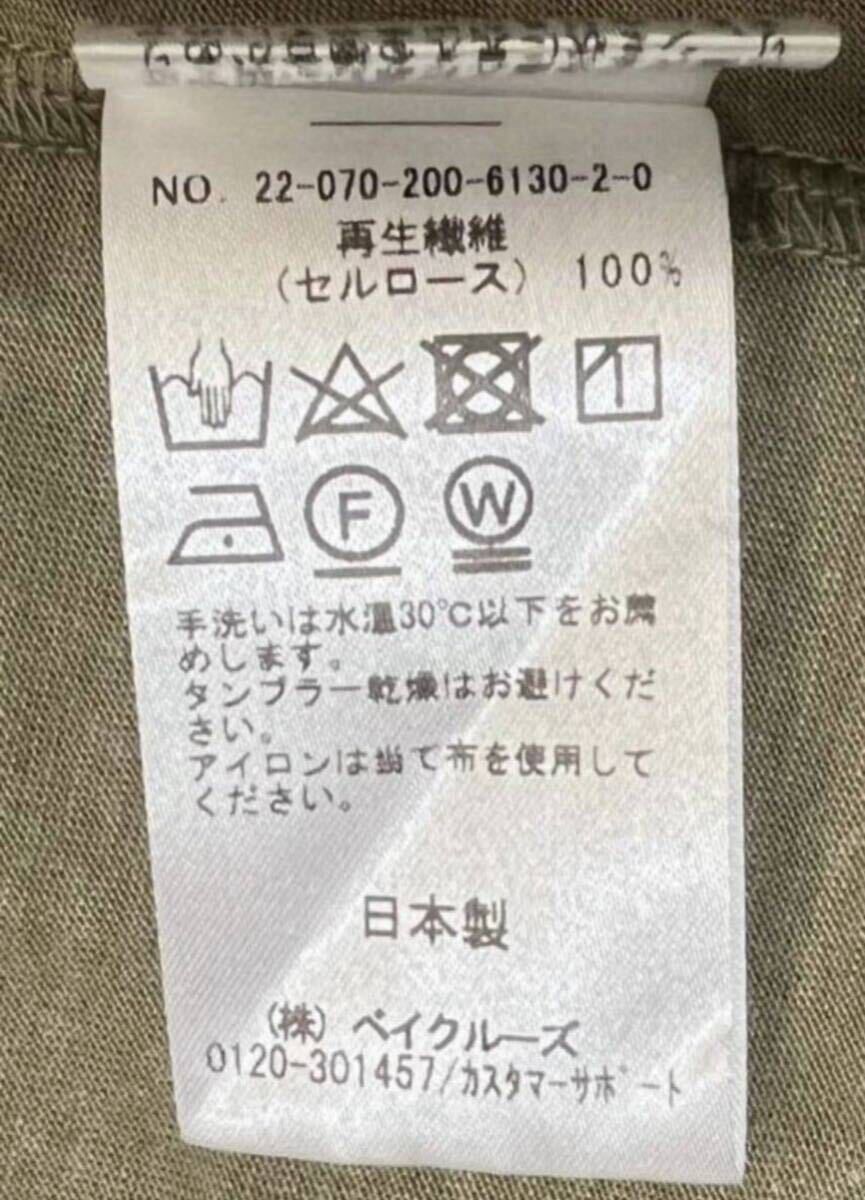 NO. 22-070-200-6130-2-0
再生繊維
(セルロース) 100%
F W
手洗いは水温30℃以下をお薦
めします。
タンブラー乾燥はお避けくだ
さい。
アイロンは当て布を使用して
ください。
日本製
(株) ベイクルーズ
0120-301457/カスタマーサポート